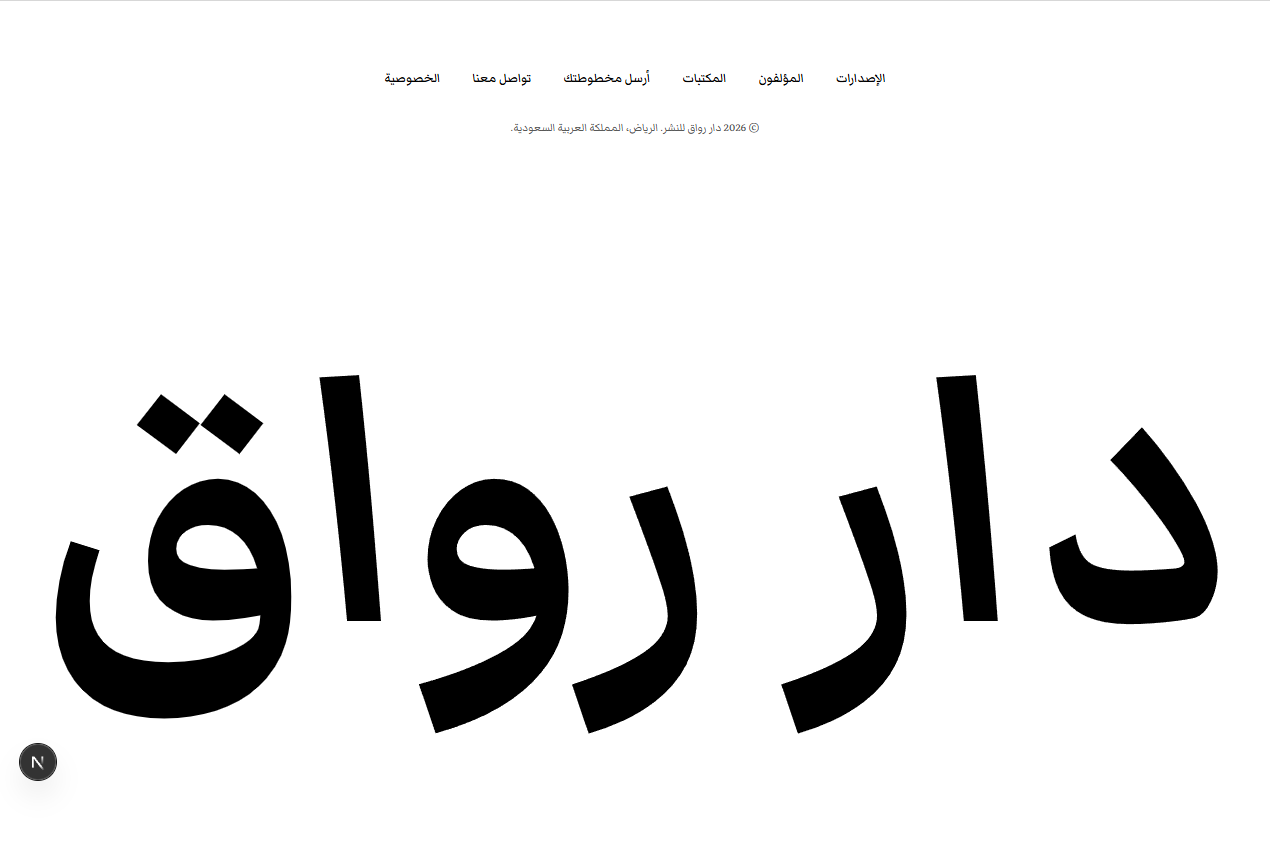 الإصدارات المؤلفون المكتبات أرسل مخطوطتك تواصل معنا الخصوصية
© 2026 دار رواق للنشر. الرياض، المملكة العربية السعودية.
دار رواق
N